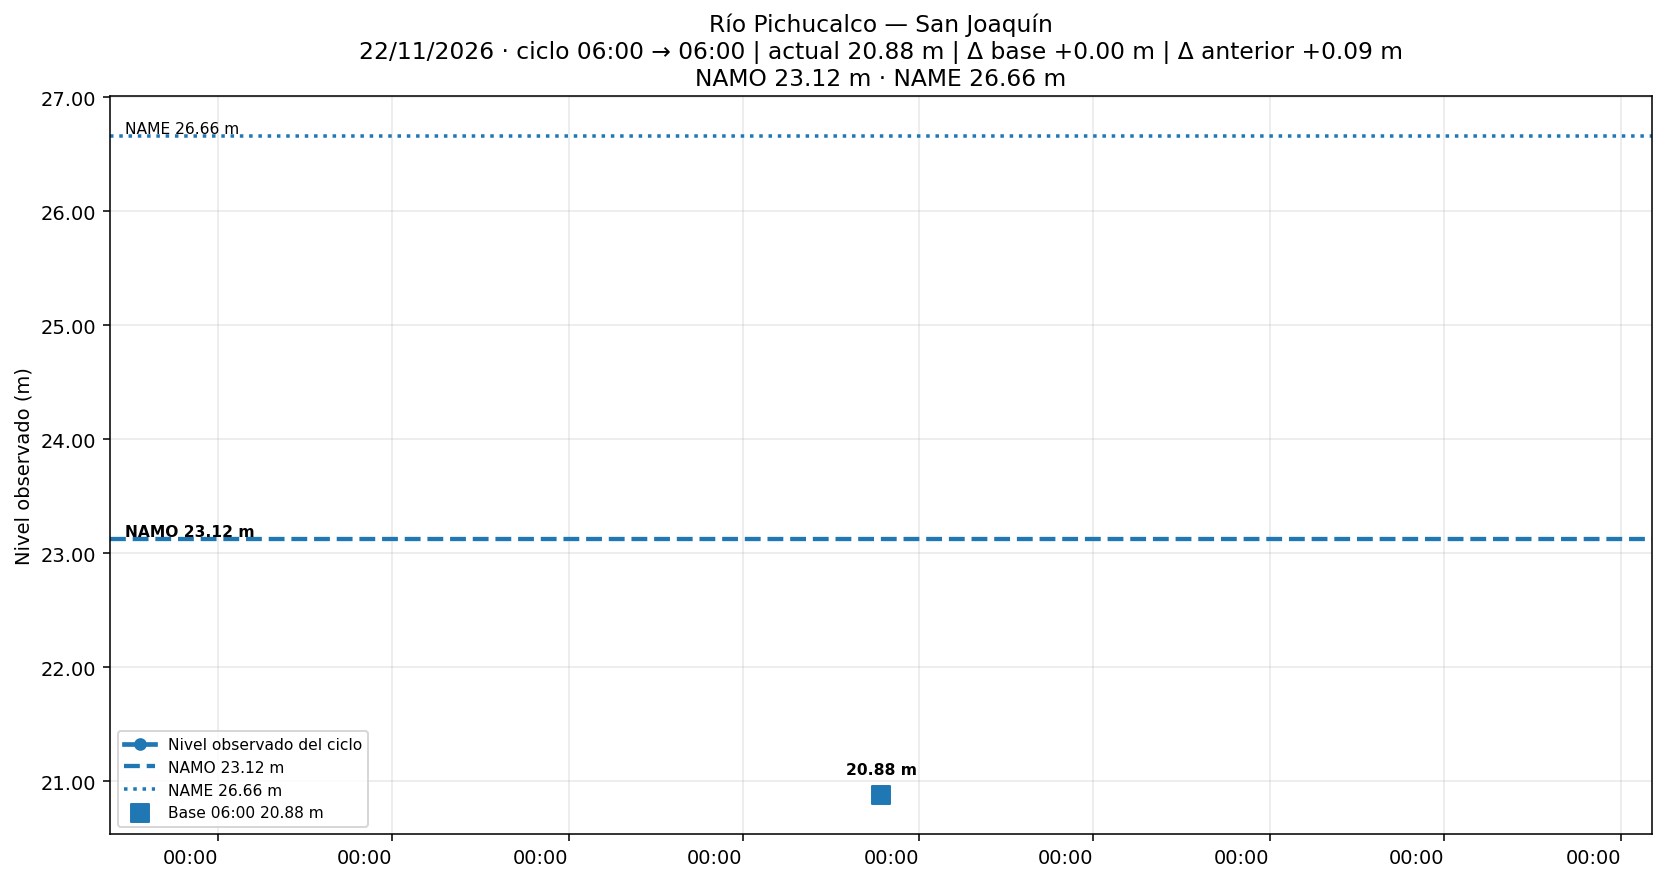 Río Pichucalco — San Joaquín
22/11/2026 · ciclo 06:00 → 06:00 | actual 20.88 m | Δ base +0.00 m | Δ anterior +0.09 m
NAMO 23.12 m · NAME 26.66 m
27.00
NAME 26.66 m
26.00
25.00
24.00
Nivel observado (m)
NAMO 23.12 m
23.00
22.00
21.00
20.88 m
Nivel observado del ciclo
NAMO 23.12 m
NAME 26.66 m
Base 06:00 20.88 m
00:00 00:00 00:00 00:00 00:00 00:00 00:00 00:00 00:00